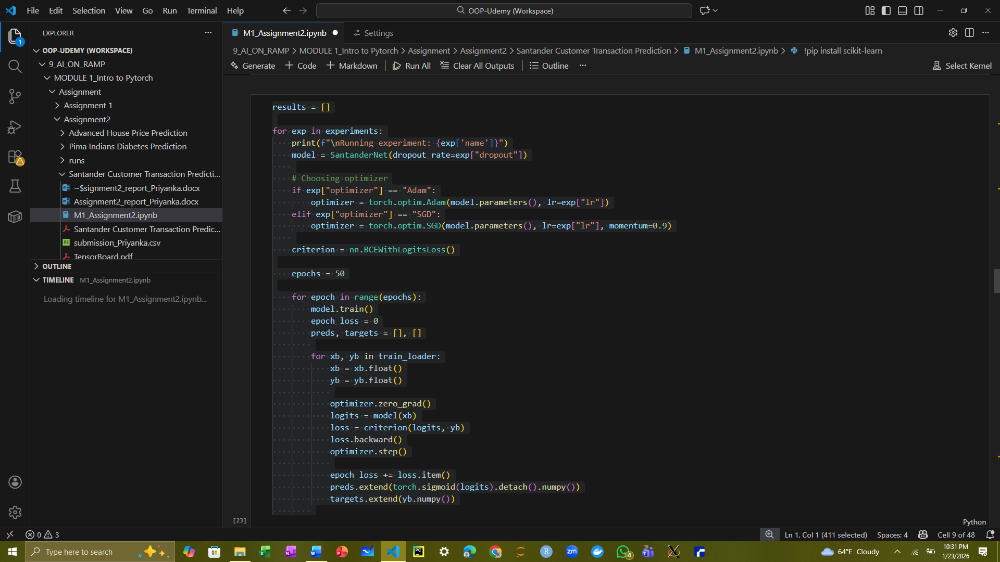 File Edit Selection View Go Run Terminal Help
OOP-Udemy (Workspace)
EXPLORER
M1_Assignment2.ipynb
Settings
1
OOP-UDEMY (WORKSPACE)
9_AI_ON_RAMP
MODULE 1_Intro to Pytorch
Assignment
Assignment 1
Assignment2
Advanced House Price Prediction
Pima Indians Diabetes Prediction
runs
Santander Customer Transaction Predicti...
~$signment2_report_Priyanka.docx
Assignment2_report_Priyanka.docx
M1_Assignment2.ipynb
Santander Customer Transaction Predic...
submission_Priyanka.csv
TensorBoard.pdf
OUTLINE
TIMELINE M1_Assignment2.ipynb
Loading timeline for M1_Assignment2.ipynb...
9_AI_ON_RAMP > MODULE 1_Intro to Pytorch > Assignment > Assignment2 > Santander Customer Transaction Prediction > M1_Assignment2.ipynb > !pip install scikit-learn
Generate + Code + Markdown Run All Clear All Outputs Outline ... Select Kernel
results = []
for exp in experiments:
    print(f"\nRunning experiment: {exp['name']}")
    model = SantanderNet(dropout_rate=exp["dropout"])
    # Choosing optimizer
    if exp["optimizer"] == "Adam":
        optimizer = torch.optim.Adam(model.parameters(), lr=exp["lr"])
    elif exp["optimizer"] == "SGD":
        optimizer = torch.optim.SGD(model.parameters(), lr=exp["lr"], momentum=0.9)
    criterion = nn.BCEWithLogitsLoss()
    epochs = 50
    for epoch in range(epochs):
        model.train()
        epoch_loss = 0
        preds, targets = [], []
        for xb, yb in train_loader:
            xb = xb.float()
            yb = yb.float()
            optimizer.zero_grad()
            logits = model(xb)
            loss = criterion(logits, yb)
            loss.backward()
            optimizer.step()
            epoch_loss += loss.item()
            preds.extend(torch.sigmoid(logits).detach().numpy())
            targets.extend(yb.numpy())
[23]
Python
0 3
Ln 1, Col 1 (411 selected) Spaces: 4 Cell 9 of 48
Type here to search
64°F Cloudy
10:31 PM
1/23/2026